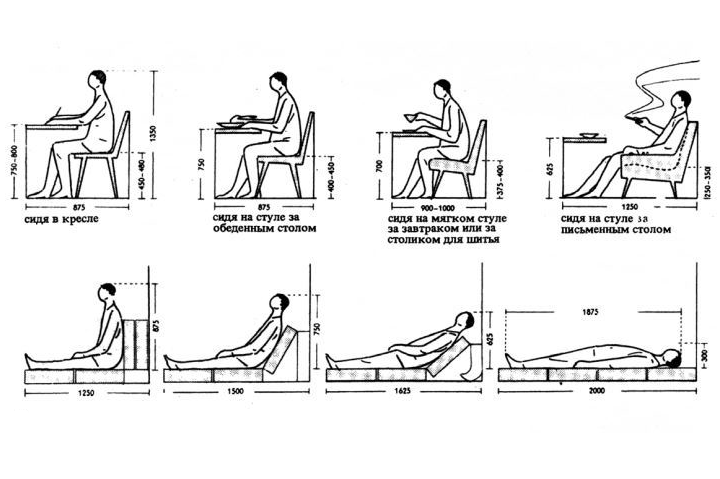 1350
750–800
450–480
875
сидя в кресле
750
400–450
875
сидя на стуле за
обеденным столом
700
375–400
900–1000
сидя на мягком стуле
за завтраком или за
столиком для шитья
625
250–350
1250
сидя на стуле за
письменным столом
875
1250
750
1500
625
1625
1875
300
2000